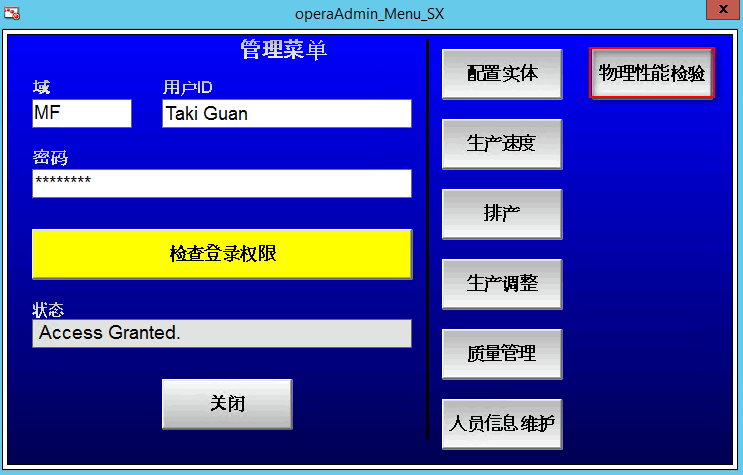 operaAdmin_Menu_SX
x
管理菜单
域
用户ID
MF
Taki Guan
密码
********
检查登录权限
状态
Access Granted.
关闭
配置实体
生产速度
排产
生产调整
质量管理
人员信息维护
物理性能检验